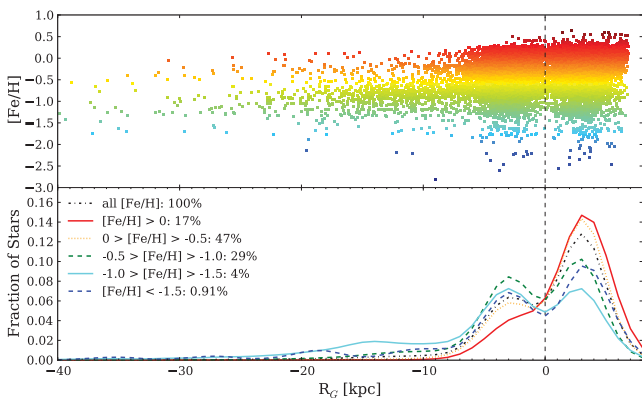 1.0
0.5
0.0
−0.5
−1.0
−1.5
−2.0
−2.5
−3.0
[Fe/H]
0.16
0.14
0.12
0.10
0.08
0.06
0.04
0.02
0.00
Fraction of Stars
all [Fe/H]: 100%
[Fe/H] > 0: 17%
0 > [Fe/H] > -0.5: 47%
-0.5 > [Fe/H] > -1.0: 29%
-1.0 > [Fe/H] > -1.5: 4%
[Fe/H] < -1.5: 0.91%
−40 −30 −20 −10 0
R_G [kpc]